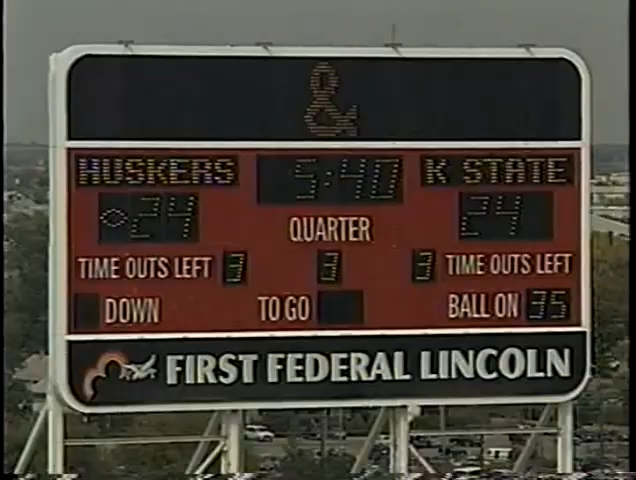 &
HUSKERS 5:40 K STATE
24 QUARTER 24
TIME OUTS LEFT 3 3 3 TIME OUTS LEFT
DOWN TO GO BALL ON 35
FIRST FEDERAL LINCOLN